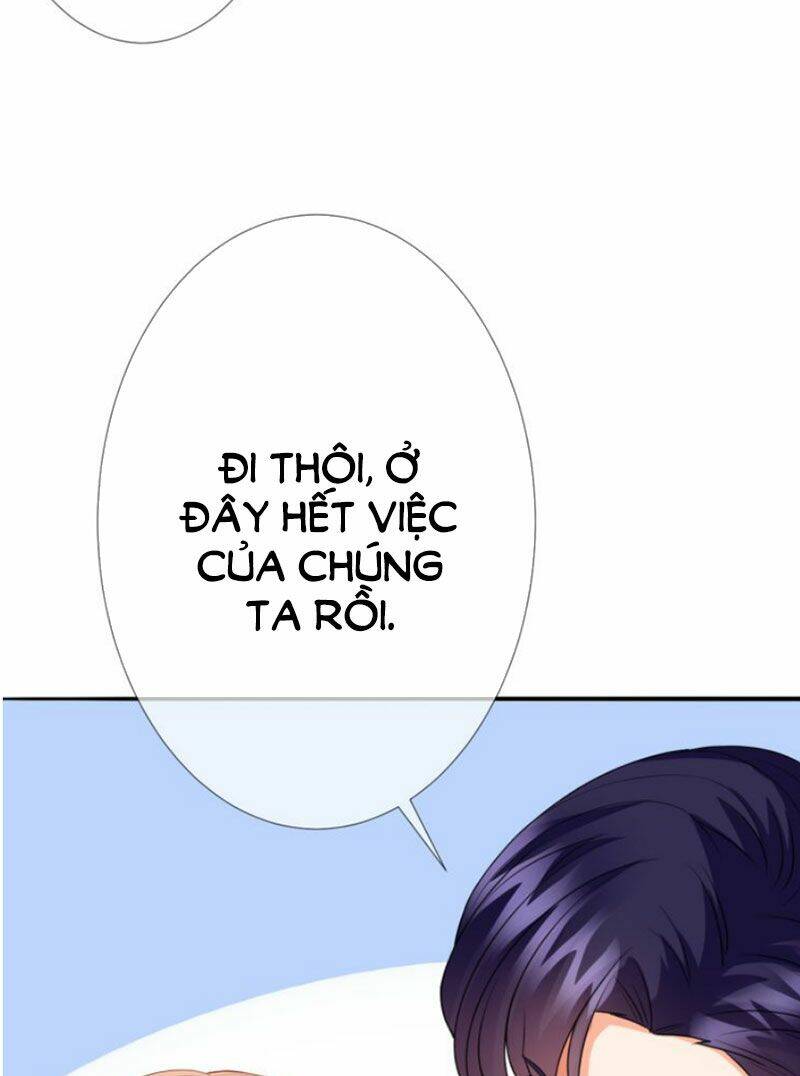 ĐI THÔI, Ở
ĐÂY HẾT VIỆC
CỦA CHÚNG
TA RỒI.